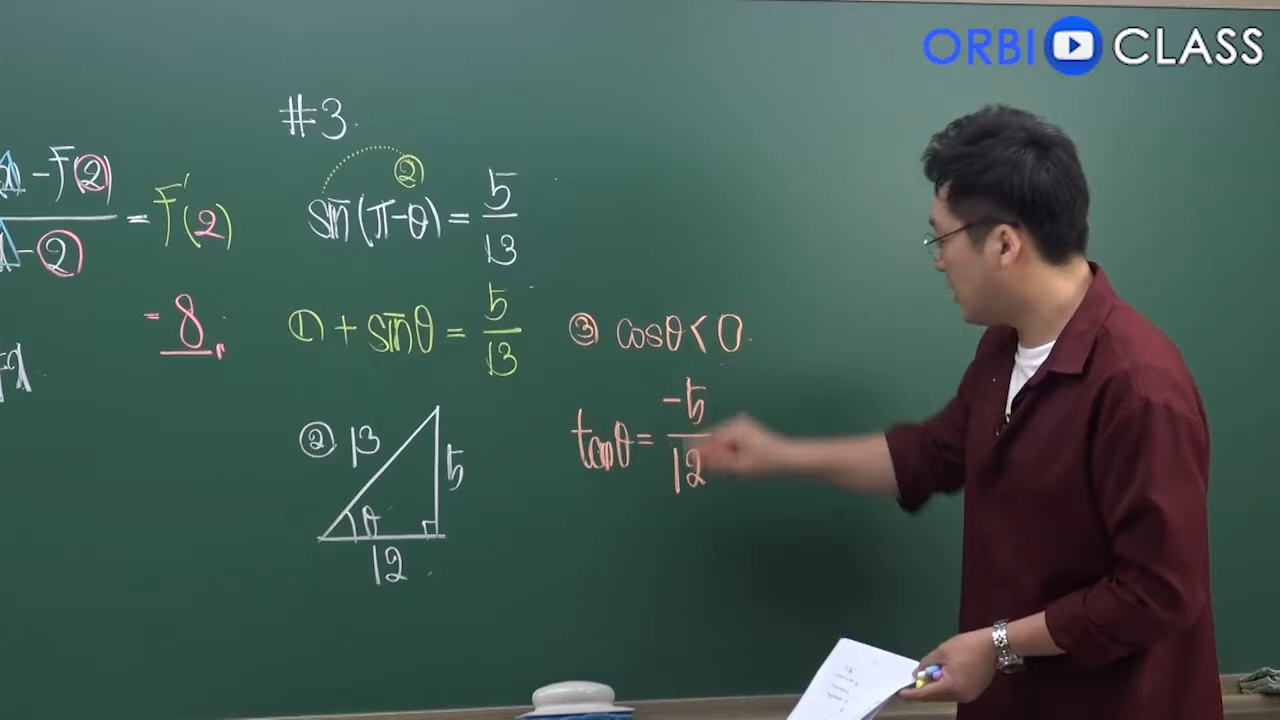 ORBI CLASS
#3.
-f(2)
-2
= f'(2)
= 8
②
sin(π-θ) = 5/13
① + sinθ = 5/13
② 13
5
θ
12
③ cosθ < 0
tanθ = -5/12